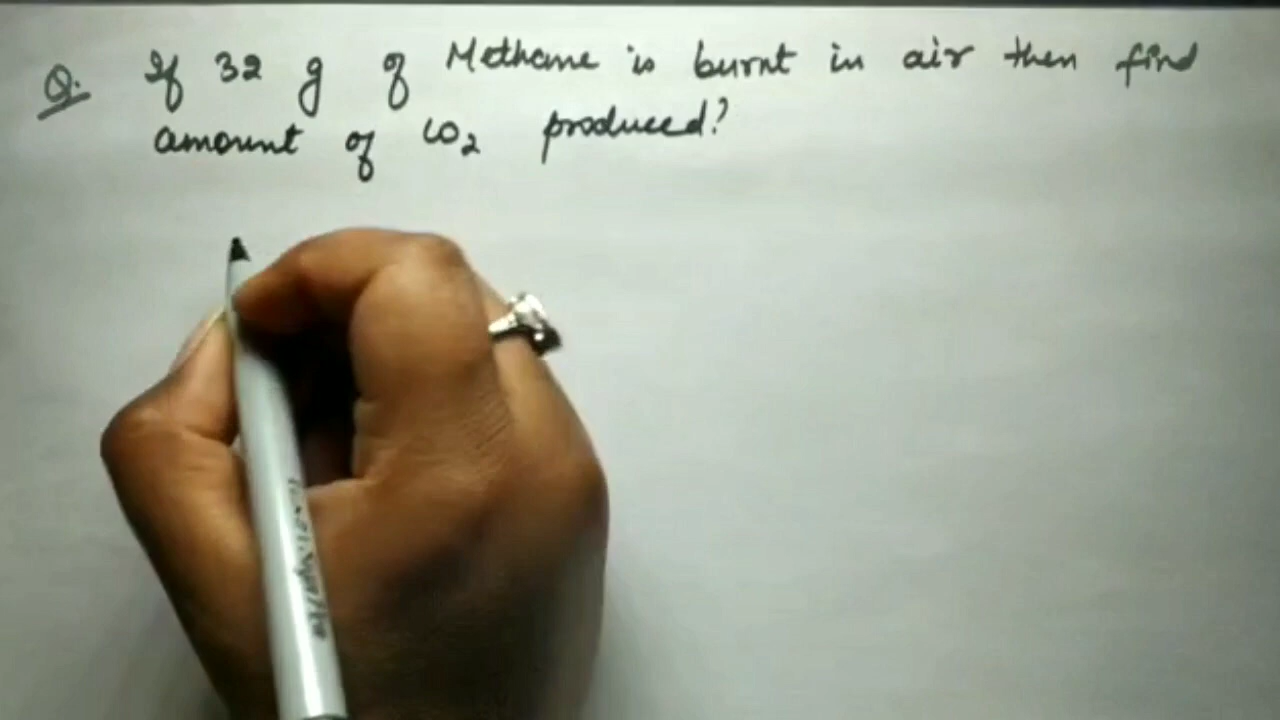 Q. If 32 g of Methane is burnt in air then find
amount of CO₂ produced?